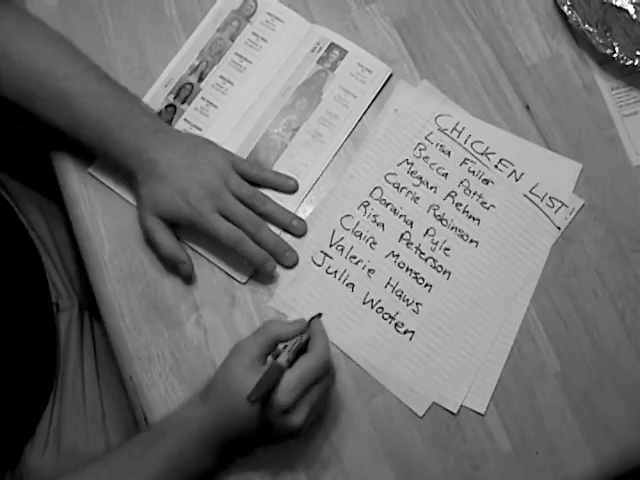 CHICKEN LIST!
Lisa Fuller
Becca Potter
Megan Rehm
Carrie Robinson
Doraina Pyle
Risa Peterson
Claire Monson
Valerie Haws
Julia Wooten